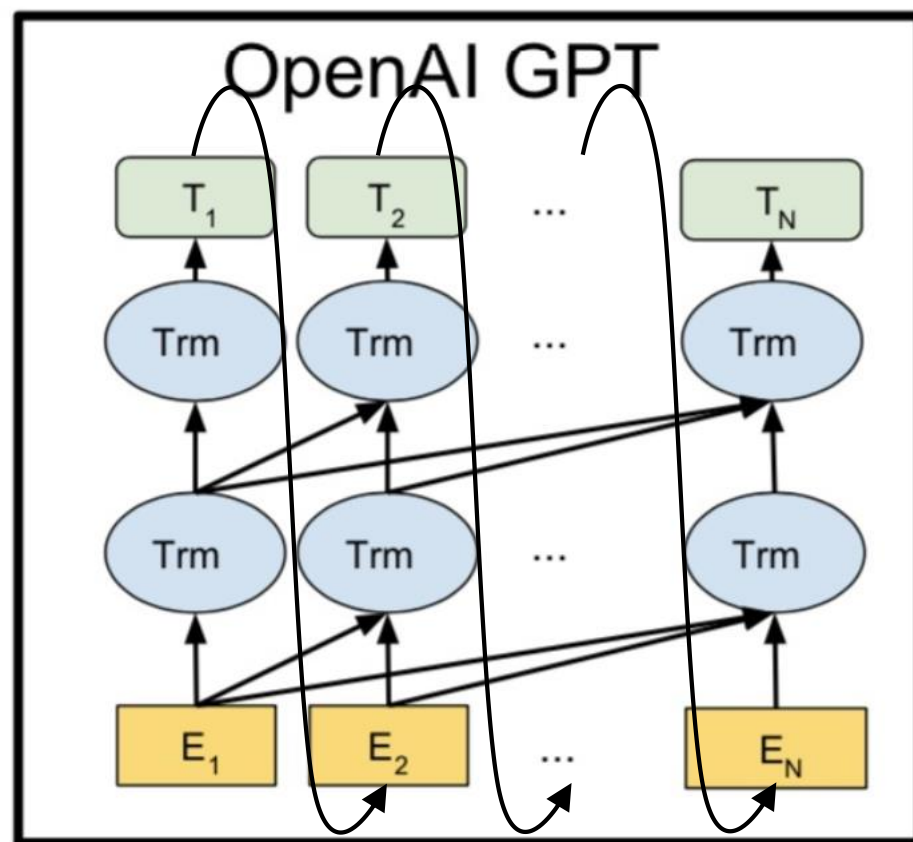 OpenAI GPT
T1 T2 ... TN
Trm Trm ... Trm
Trm Trm ... Trm
E1 E2 ... EN